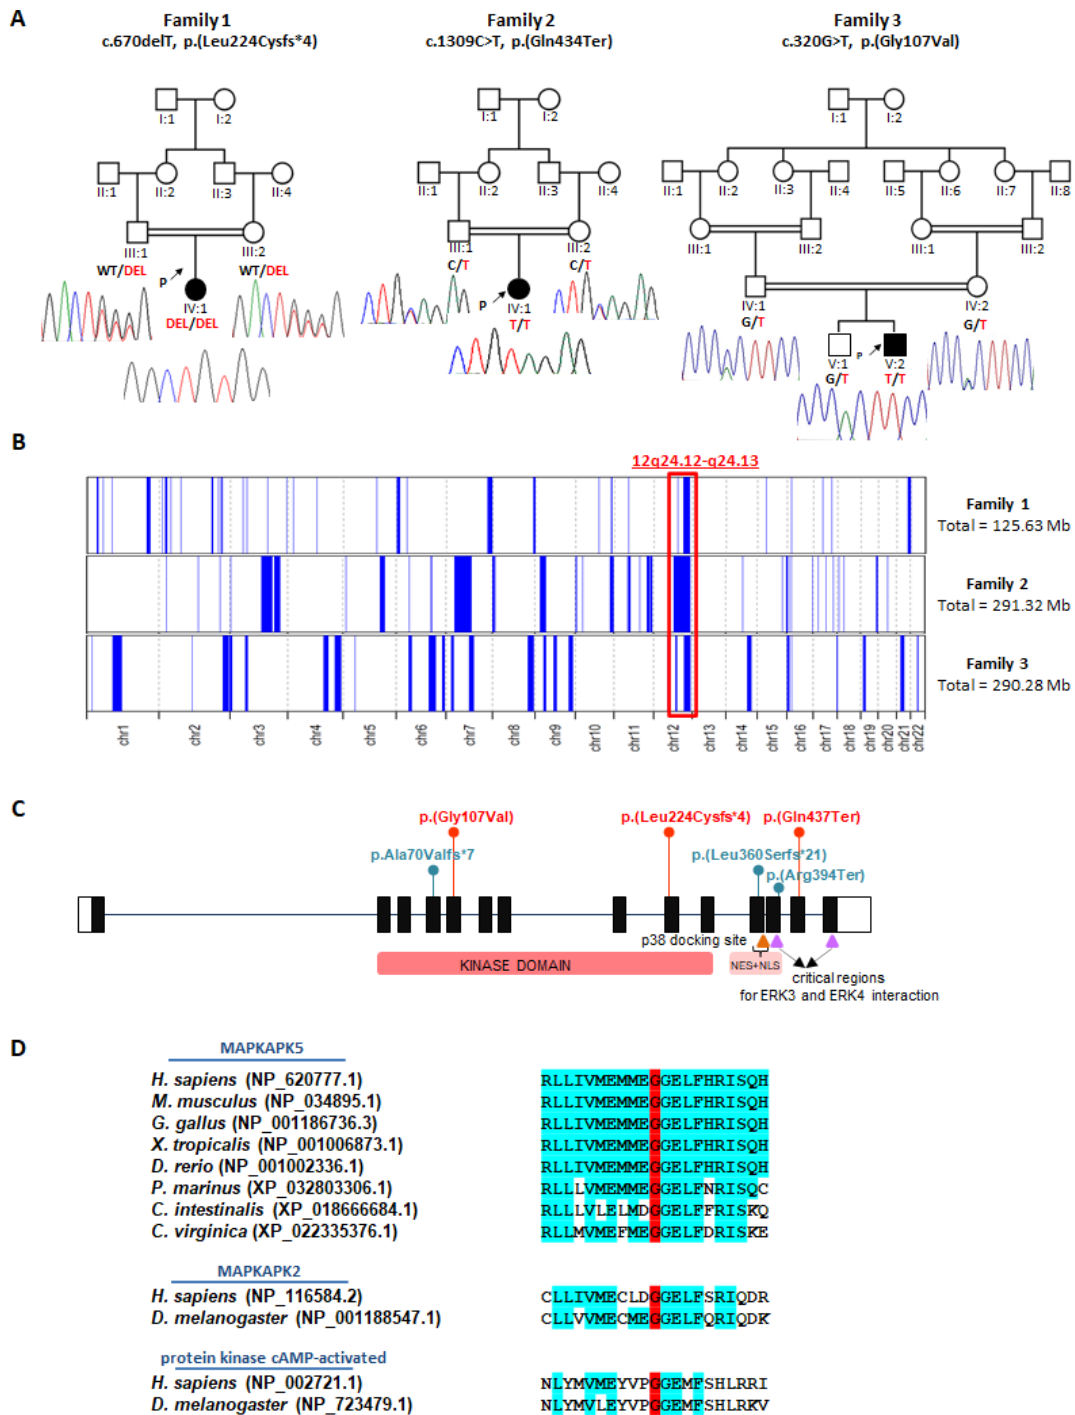 A
Family 1
c.670delT, p.(Leu224Cysfs*4)
Family 2
c.1309C>T, p.(Gln434Ter)
Family 3
c.320G>T, p.(Gly107Val)
I:1 I:2
II:1 II:2 II:3 II:4
III:1 III:2
WT/DEL WT/DEL
P
IV:1
DEL/DEL
I:1 I:2
II:1 II:2 II:3 II:4
III:1 III:2
C/T C/T
P
IV:1
T/T
I:1 I:2
II:1 II:2 II:3 II:4 II:5 II:6 II:7 II:8
III:1 III:2 III:1 III:2
IV:1 IV:2
G/T G/T
P
V:1 V:2
G/T T/T
B
12q24.12-q24.13
Family 1
Total = 125.63 Mb
Family 2
Total = 291.32 Mb
Family 3
Total = 290.28 Mb
chr1 chr2 chr3 chr4 chr5 chr6 chr7 chr8 chr9 chr10 chr11 chr12 chr13 chr14 chr15 chr16 chr17 chr18 chr19 chr20 chr21 chr22
C
p.(Gly107Val) p.(Leu224Cysfs*4) p.(Gln437Ter)
p.Ala70Valfs*7 p.(Leu360Serfs*21)
p.(Arg394Ter)
p38 docking site
KINASE DOMAIN
NES+NLS
critical regions
for ERK3 and ERK4 interaction
D
MAPKAPK5
H. sapiens (NP_620777.1) RLLIVMEMMEGGELFHRISQH
M. musculus (NP_034895.1) RLLIVMEMMEGGELFHRISQH
G. gallus (NP_001186736.3) RLLIVMEMMEGGELFHRISQH
X. tropicalis (NP_001006873.1) RLLIVMEMMEGGELFHRISQH
D. rerio (NP_001002336.1) RLLIVMEMMEGGELFHRISQH
P. marinus (XP_032803306.1) RLLLVMEMMEGGELFNRISQC
C. intestinalis (XP_018666684.1) RLLLVLELMDGGELFFRISKQ
C. virginica (XP_022335376.1) RLLMVMEFMEGGELFDRISKE
MAPKAPK2
H. sapiens (NP_116584.2) CLLIVMECLDGGELFSRIQDR
D. melanogaster (NP_001188547.1) CLLVVMECMEGGELFQRIQDK
protein kinase cAMP-activated
H. sapiens (NP_002721.1) NLYMVMEYVPGGEMFSHLRRI
D. melanogaster (NP_723479.1) NLYMVLEYVPGGEMFSHLRKV